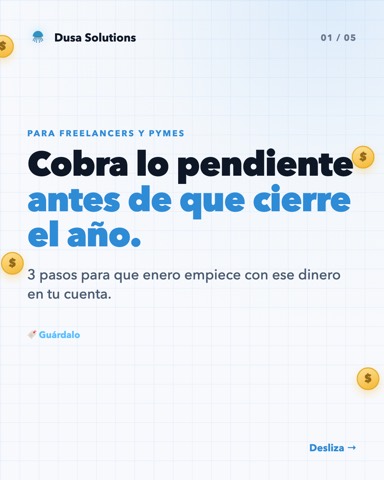 Dusa Solutions
01 / 05
PARA FREELANCERS Y PYMES
Cobra lo pendiente
antes de que cierre
el año.
3 pasos para que enero empiece con ese dinero
en tu cuenta.
🚀 Guárdalo
Desliza →
$
$
$
$